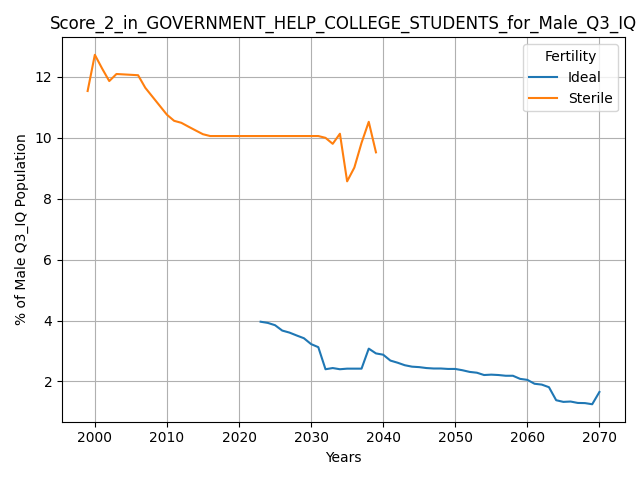 Score_2_in_GOVERNMENT_HELP_COLLEGE_STUDENTS_for_Male_Q3_IQ
Fertility
Ideal
Sterile
% of Male Q3_IQ Population
12
10
8
6
4
2
2000 2010 2020 2030 2040 2050 2060 2070
Years